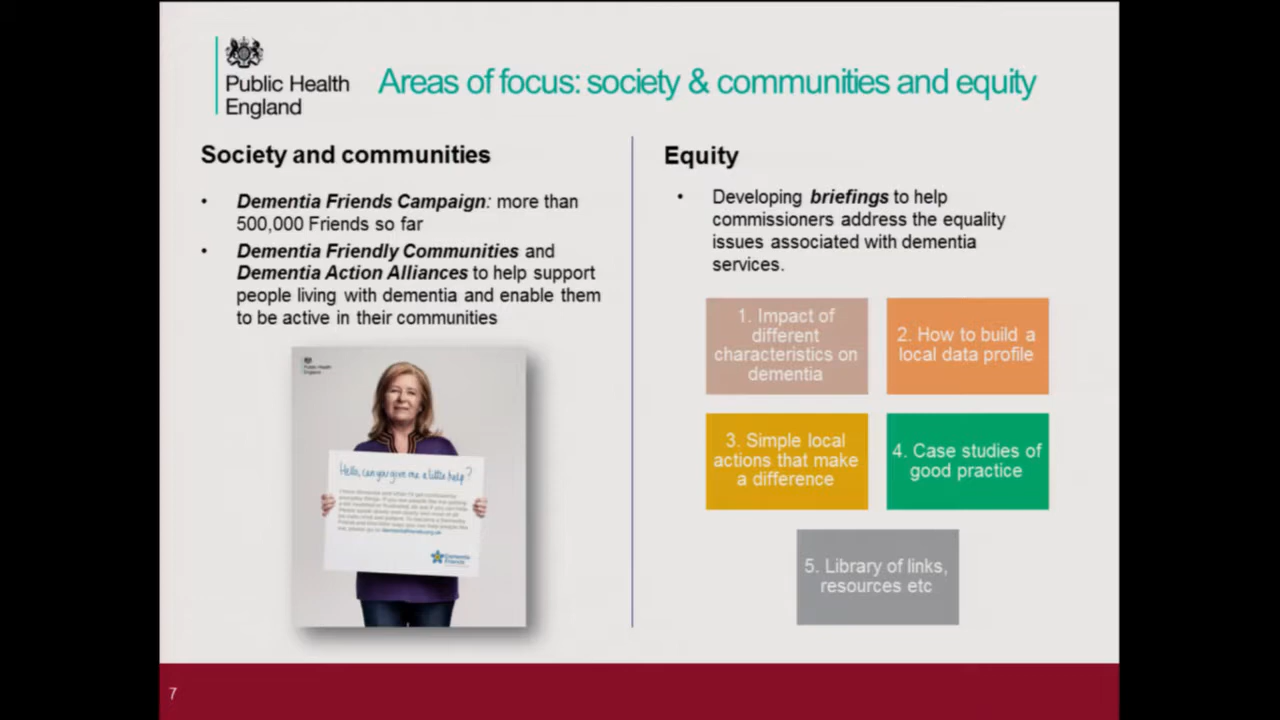 Public Health
England
Areas of focus: society & communities and equity
Society and communities
• Dementia Friends Campaign: more than
500,000 Friends so far
• Dementia Friendly Communities and
Dementia Action Alliances to help support
people living with dementia and enable them
to be active in their communities
Public Health
England
Hello, can you give me a little help?
Dementia
Friends
Equity
• Developing briefings to help
commissioners address the equality
issues associated with dementia
services.
1. Impact of
different
characteristics on
dementia
2. How to build a
local data profile
3. Simple local
actions that make
a difference
4. Case studies of
good practice
5. Library of links,
resources etc
7